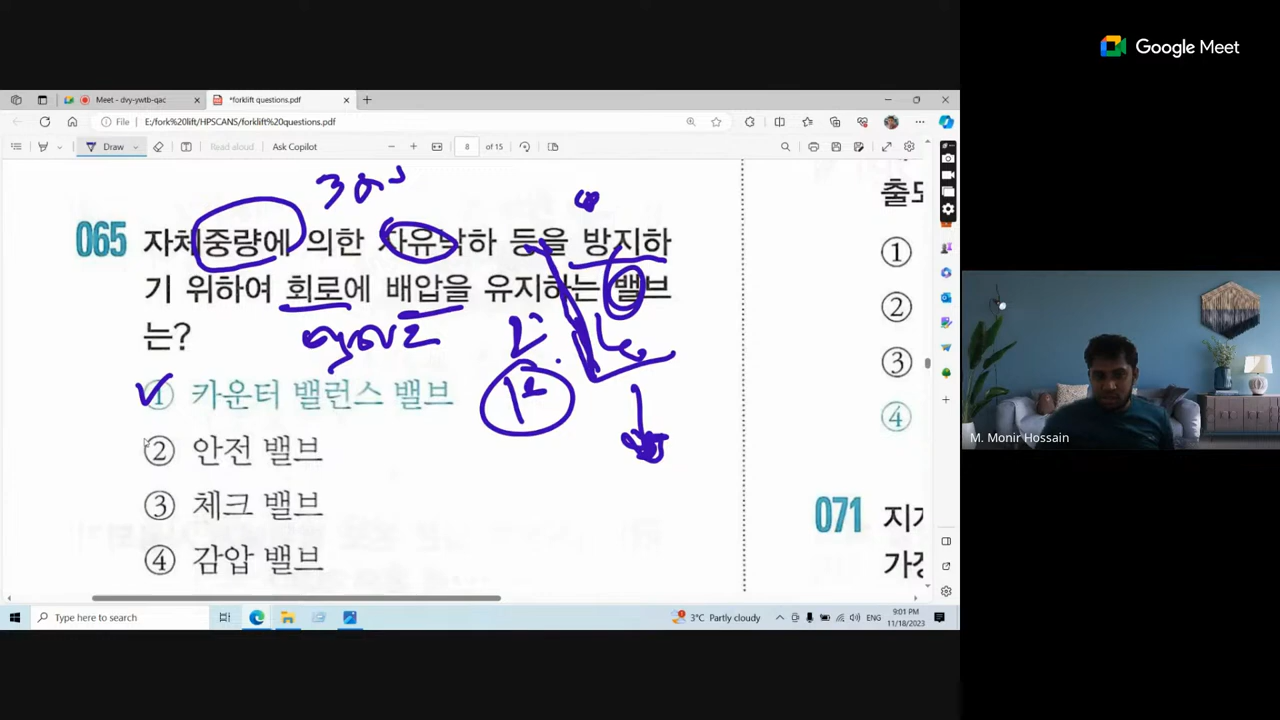 Google Meet
Meet - dvy-ywtb-qac
*forklift questions.pdf
File
E:/fork%20lift/HPSCANS/forklift%20questions.pdf
Draw
Read aloud
Ask Copilot
8
of 15
065 자체중량에 의한 자유낙하 등을 방지하
기 위하여 회로에 배압을 유지하는 밸브
는?
① 카운터 밸런스 밸브
② 안전 밸브
③ 체크 밸브
④ 감압 밸브
①
②
③
④
071
M. Monir Hossain
Type here to search
3°C Partly cloudy
ENG
9:01 PM
11/18/2023